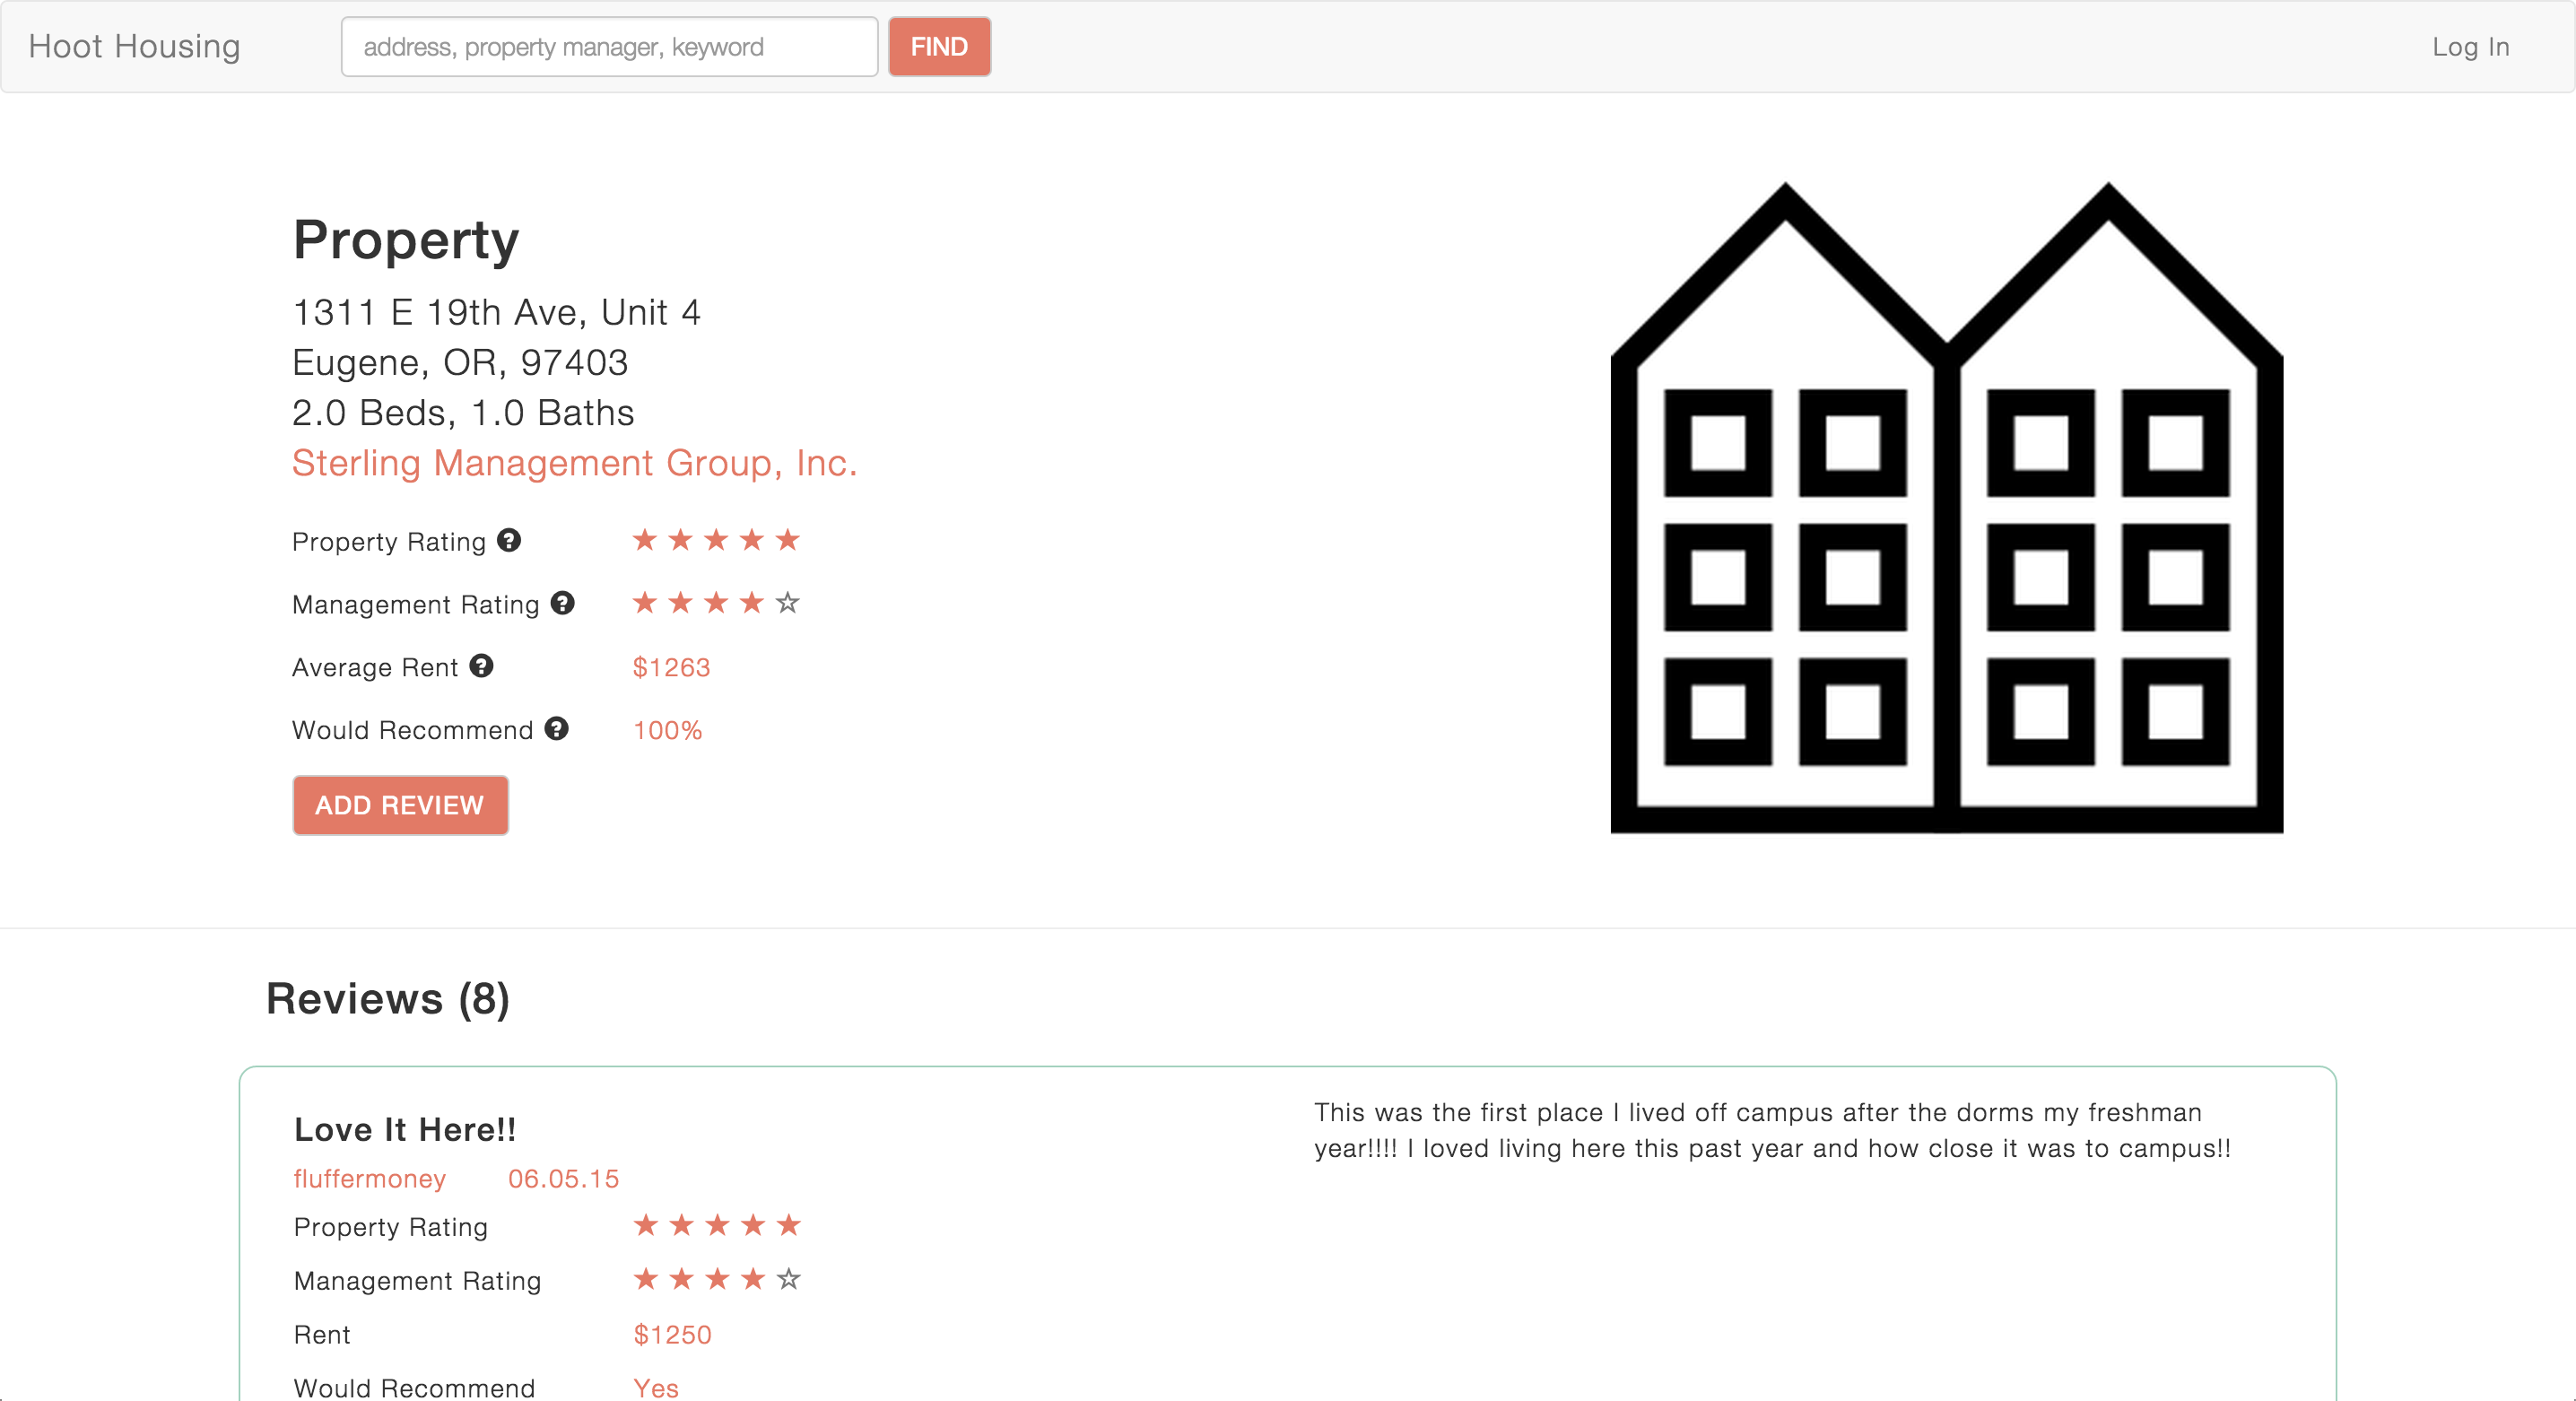 Hoot Housing
address, property manager, keyword
FIND
Log In
Property
1311 E 19th Ave, Unit 4
Eugene, OR, 97403
2.0 Beds, 1.0 Baths
Sterling Management Group, Inc.
Property Rating ? ★ ★ ★ ★ ★
Management Rating ? ★ ★ ★ ★ ☆
Average Rent ? $1263
Would Recommend ? 100%
ADD REVIEW
Reviews (8)
Love It Here!!
fluffermoney 06.05.15
Property Rating ★ ★ ★ ★ ★
Management Rating ★ ★ ★ ★ ☆
Rent $1250
Would Recommend Yes
This was the first place I lived off campus after the dorms my freshman
year!!!! I loved living here this past year and how close it was to campus!!